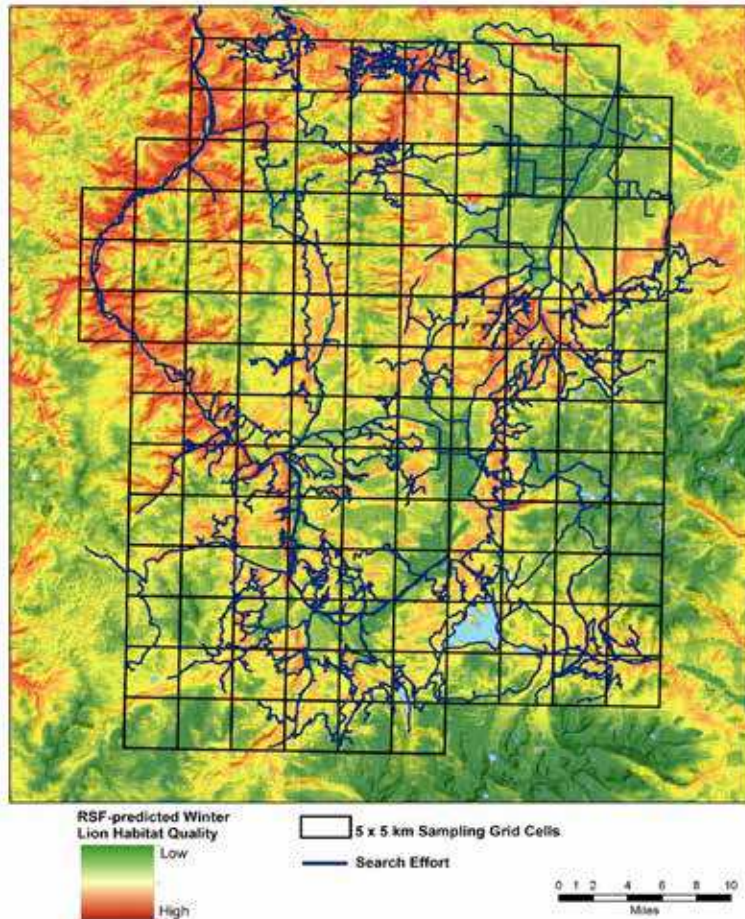 RSF-predicted Winter
Lion Habitat Quality
Low
High
5 x 5 km Sampling Grid Cells
Search Effort
0 1 2 4 6 8 10
Miles